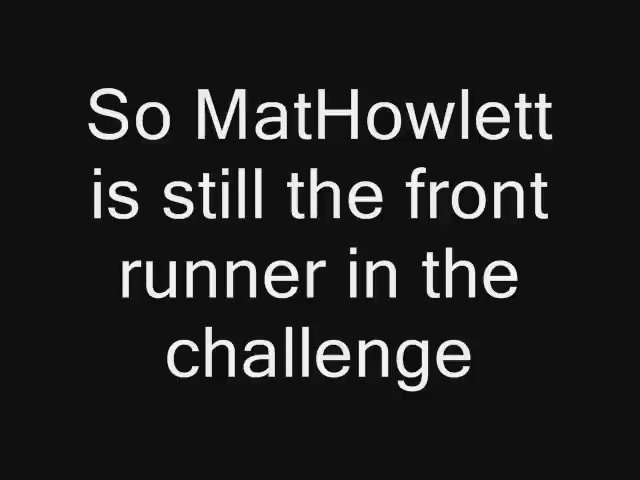 So MatHowlett
is still the front
runner in the
challenge